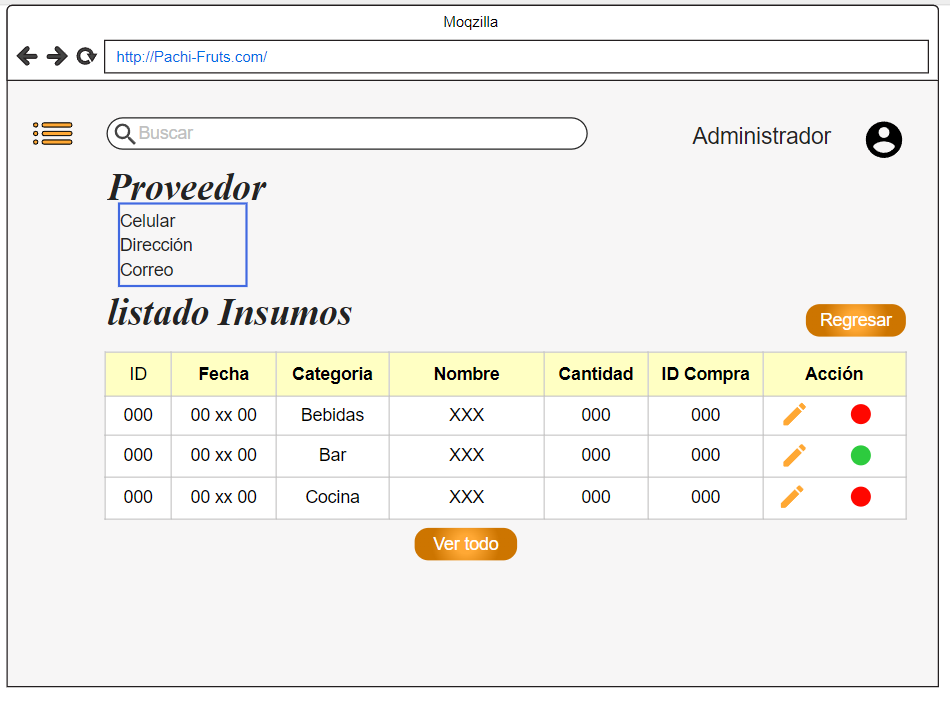 Moqzilla
http://Pachi-Fruts.com/
Buscar
Administrador
Proveedor
Celular
Dirección
Correo
listado Insumos
Regresar
ID Fecha Categoria Nombre Cantidad ID Compra Acción
000 00 xx 00 Bebidas XXX 000 000
000 00 xx 00 Bar XXX 000 000
000 00 xx 00 Cocina XXX 000 000
Ver todo